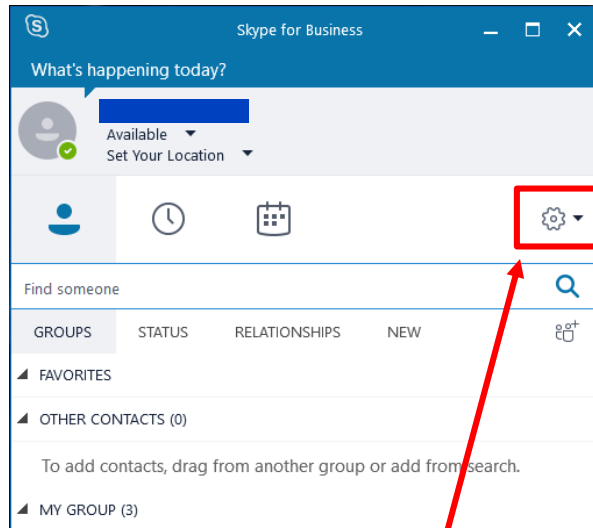 Skype for Business
What's happening today?
Available
Set Your Location
Find someone
GROUPS STATUS RELATIONSHIPS NEW
FAVORITES
OTHER CONTACTS (0)
To add contacts, drag from another group or add from search.
MY GROUP (3)